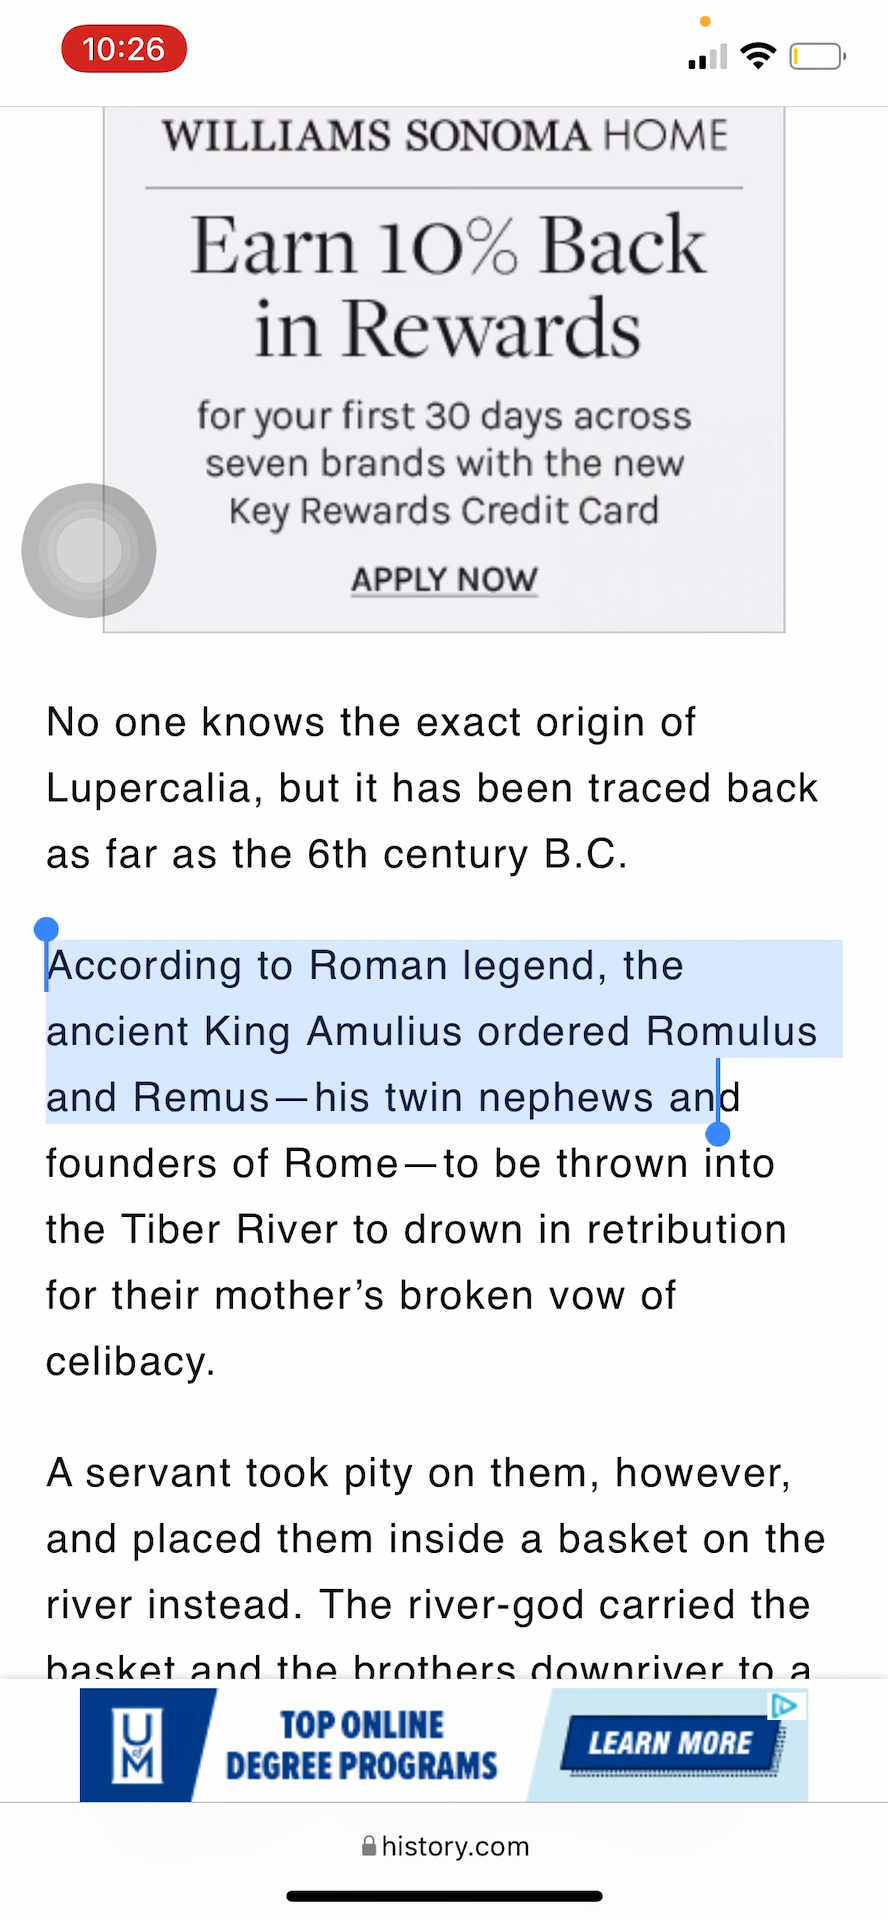 10:26
WILLIAMS SONOMA HOME
Earn 10% Back
in Rewards
for your first 30 days across
seven brands with the new
Key Rewards Credit Card
APPLY NOW
No one knows the exact origin of
Lupercalia, but it has been traced back
as far as the 6th century B.C.
According to Roman legend, the
ancient King Amulius ordered Romulus
and Remus—his twin nephews and
founders of Rome—to be thrown into
the Tiber River to drown in retribution
for their mother’s broken vow of
celibacy.
A servant took pity on them, however,
and placed them inside a basket on the
river instead. The river-god carried the
basket and the brothers downriver to a
U of M
TOP ONLINE
DEGREE PROGRAMS
LEARN MORE
history.com